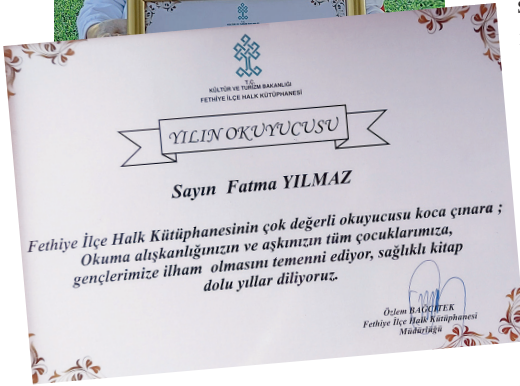 T.C.
KÜLTÜR VE TURİZM BAKANLIĞI
FETHİYE İLÇE HALK KÜTÜPHANESİ
YILIN OKUYUCUSU
Sayın Fatma YILMAZ
Fethiye İlçe Halk Kütüphanesinin çok değerli okuyucusu koca çınara ;
Okuma alışkanlığınızın ve aşkınızın tüm çocuklarımıza,
gençlerimize ilham olmasını temenni ediyor, sağlıklı kitap
dolu yıllar diliyoruz.
Özlem BAĞCITEK
Fethiye İlçe Halk Kütüphanesi
Müdürlüğü